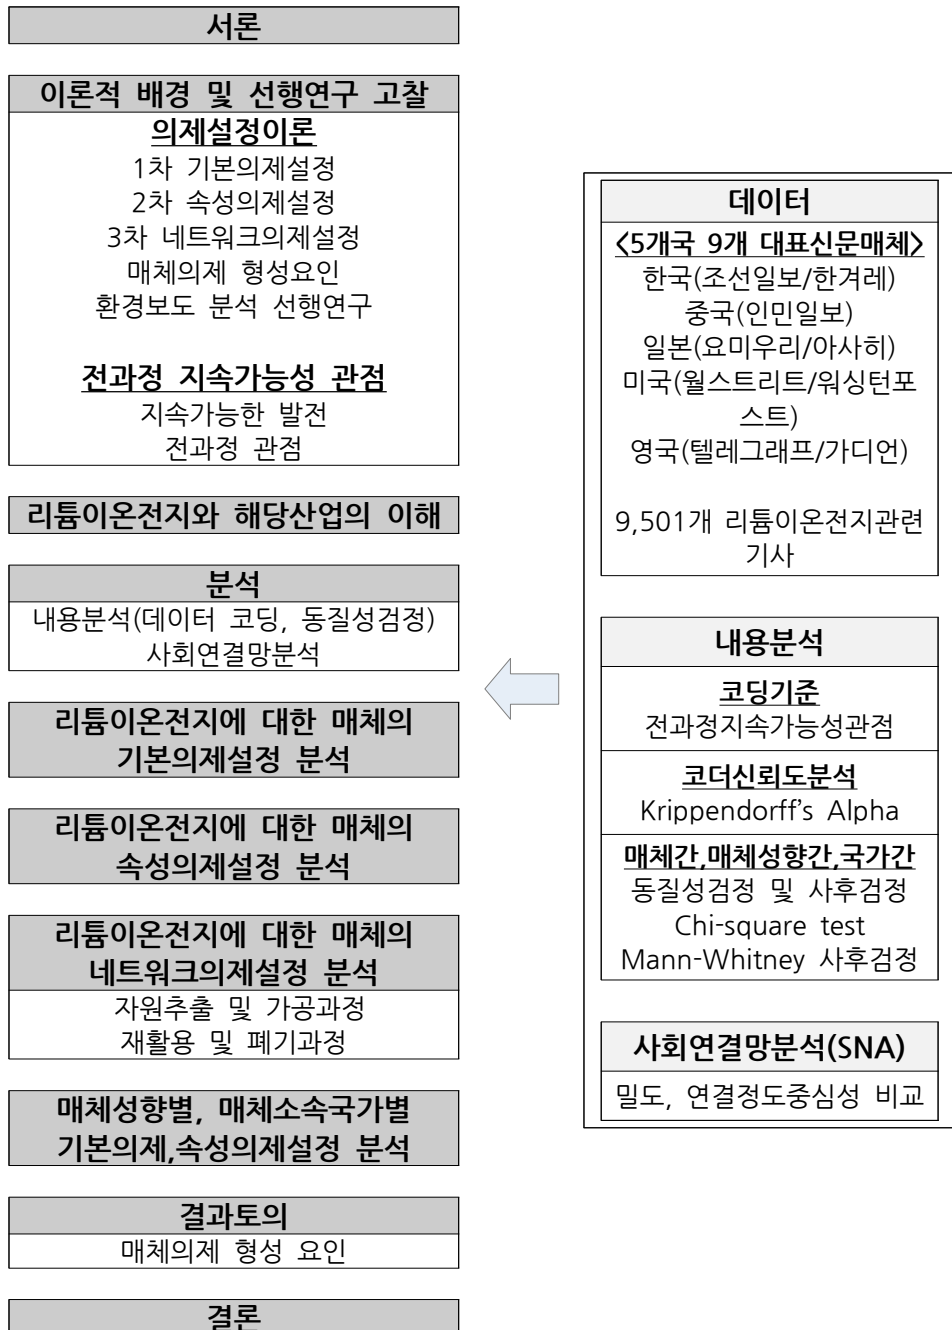 서론
이론적 배경 및 선행연구 고찰
의제설정이론
1차 기본의제설정
2차 속성의제설정
3차 네트워크의제설정
매체의제 형성요인
환경보도 분석 선행연구
전과정 지속가능성 관점
지속가능한 발전
전과정 관점
리튬이온전지와 해당산업의 이해
분석
내용분석(데이터 코딩, 동질성검정)
사회연결망분석
리튬이온전지에 대한 매체의
기본의제설정 분석
리튬이온전지에 대한 매체의
속성의제설정 분석
리튬이온전지에 대한 매체의
네트워크의제설정 분석
자원추출 및 가공과정
재활용 및 폐기과정
매체성향별, 매체소속국가별
기본의제,속성의제설정 분석
결과토의
매체의제 형성 요인
결론
데이터
<5개국 9개 대표신문매체>
한국(조선일보/한겨레)
중국(인민일보)
일본(요미우리/아사히)
미국(월스트리트/워싱턴포
스트)
영국(텔레그래프/가디언)
9,501개 리튬이온전지관련
기사
내용분석
코딩기준
전과정지속가능성관점
코더신뢰도분석
Krippendorff's Alpha
매체간,매체성향간,국가간
동질성검정 및 사후검정
Chi-square test
Mann-Whitney 사후검정
사회연결망분석(SNA)
밀도, 연결정도중심성 비교